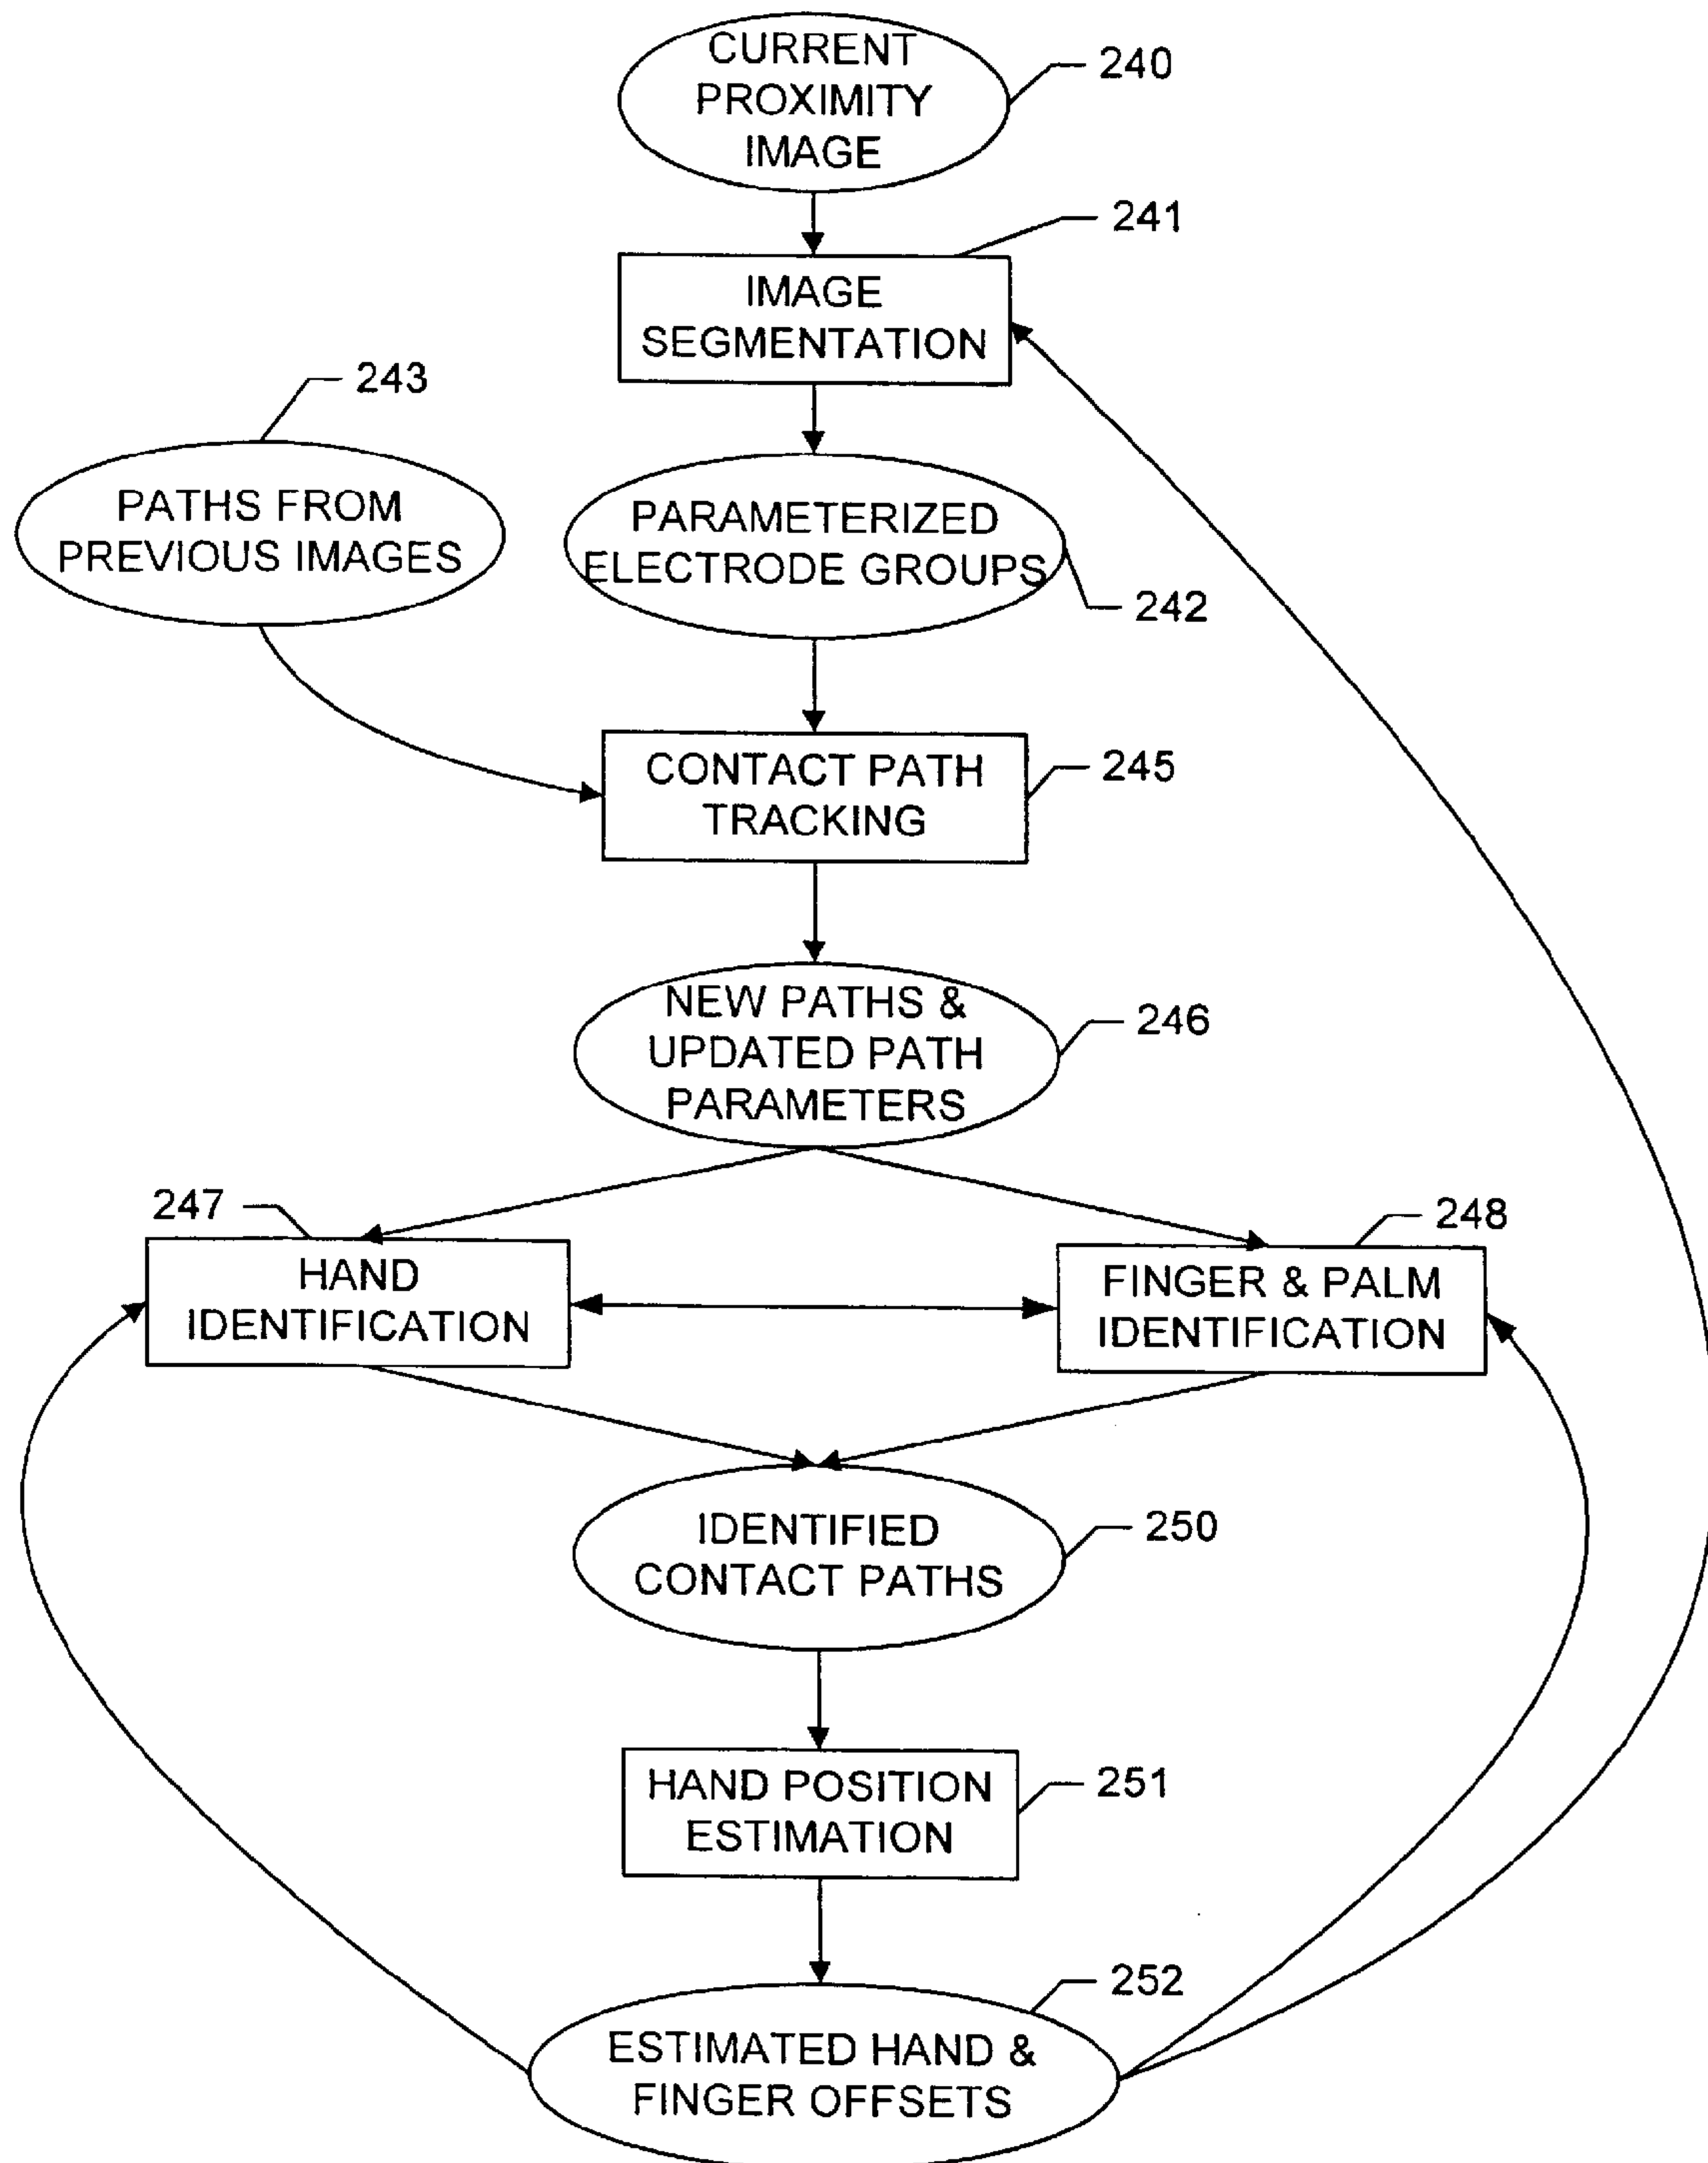 CURRENT
PROXIMITY
IMAGE
240
241
IMAGE
SEGMENTATION
243
PATHS FROM
PREVIOUS IMAGES
PARAMETERIZED
ELECTRODE GROUPS
242
CONTACT PATH
TRACKING
245
NEW PATHS &
UPDATED PATH
PARAMETERS
246
247
HAND
IDENTIFICATION
248
FINGER & PALM
IDENTIFICATION
IDENTIFIED
CONTACT PATHS
250
HAND POSITION
ESTIMATION
251
252
ESTIMATED HAND &
FINGER OFFSETS